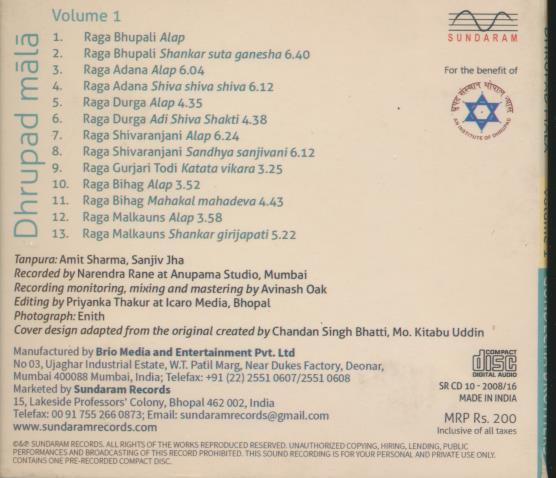 Dhrupad mālā
Volume 1
1. Raga Bhupali Alap
2. Raga Bhupali Shankar suta ganesha 6.40
3. Raga Adana Alap 6.04
4. Raga Adana Shiva shiva shiva 6.12
5. Raga Durga Alap 4.35
6. Raga Durga Adi Shiva Shakti 4.38
7. Raga Shivaranjani Alap 6.24
8. Raga Shivaranjani Sandhya sanjivani 6.12
9. Raga Gurjari Todi Katata vikara 3.25
10. Raga Bihag Alap 3.52
11. Raga Bihag Mahakal mahadeva 4.43
12. Raga Malkauns Alap 3.58
13. Raga Malkauns Shankar girijapati 5.22
SUNDARAM
For the benefit of
ध्रुपद संस्थान भोपाल न्यास
AN INSTITUTE OF DHRUPAD
Tanpura: Amit Sharma, Sanjiv Jha
Recorded by Narendra Rane at Anupama Studio, Mumbai
Recording monitoring, mixing and mastering by Avinash Oak
Editing by Priyanka Thakur at Icaro Media, Bhopal
Photograph: Enith
Cover design adapted from the original created by Chandan Singh Bhatti, Mo. Kitabu Uddin
Manufactured by Brio Media and Entertainment Pvt. Ltd
No 03, Ujaghar Industrial Estate, W.T. Patil Marg, Near Dukes Factory, Deonar,
Mumbai 400088 Mumbai, India; Telefax: +91 (22) 2551 0607/2551 0608
Marketed by Sundaram Records
15, Lakeside Professors' Colony, Bhopal 462 002, India
Telefax: 00 91 755 266 0873; Email: sundaramrecords@gmail.com
www.sundaramrecords.com
COMPACT
disc
DIGITAL AUDIO
SR CD 10 - 2008/16
MADE IN INDIA
MRP Rs. 200
Inclusive of all taxes
©&℗ SUNDARAM RECORDS. ALL RIGHTS OF THE WORKS REPRODUCED RESERVED. UNAUTHORIZED COPYING, HIRING, LENDING, PUBLIC
PERFORMANCES AND BROADCASTING OF THIS RECORD PROHIBITED. THIS SOUND RECORDING IS FOR YOUR PERSONAL AND PRIVATE USE ONLY.
CONTAINS ONE PRE-RECORDED COMPACT DISC.